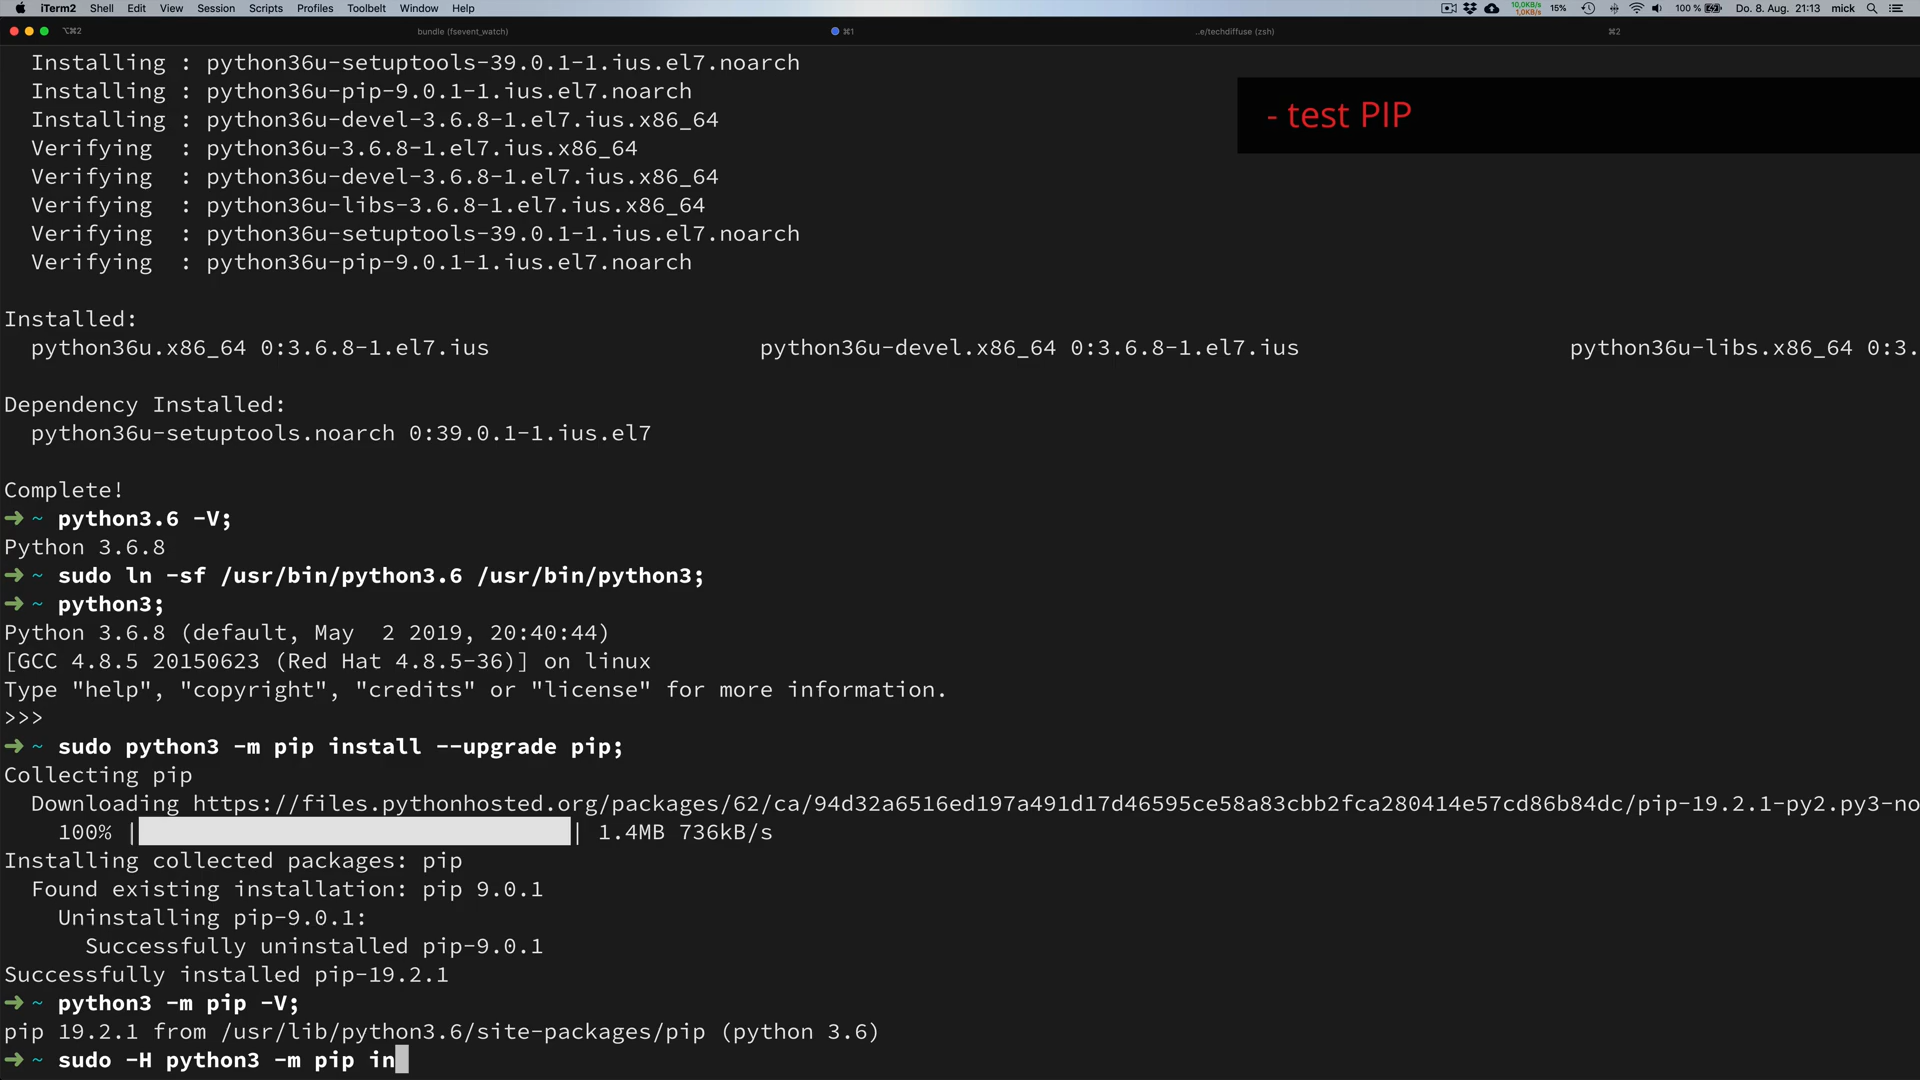 iTerm2 Shell Edit View Session Scripts Profiles Toolbelt Window Help 10,0KB/s 1,0KB/s 15% 100 % Do. 8. Aug. 21:13 mick
⌥⌘2 bundle (fsevent_watch) ⌘1 ..e/techdiffuse (zsh) ⌘2
Installing : python36u-setuptools-39.0.1-1.ius.el7.noarch
Installing : python36u-pip-9.0.1-1.ius.el7.noarch
- test PIP
Installing : python36u-devel-3.6.8-1.el7.ius.x86_64
Verifying  : python36u-3.6.8-1.el7.ius.x86_64
Verifying  : python36u-devel-3.6.8-1.el7.ius.x86_64
Verifying  : python36u-libs-3.6.8-1.el7.ius.x86_64
Verifying  : python36u-setuptools-39.0.1-1.ius.el7.noarch
Verifying  : python36u-pip-9.0.1-1.ius.el7.noarch
Installed:
python36u.x86_64 0:3.6.8-1.el7.ius python36u-devel.x86_64 0:3.6.8-1.el7.ius python36u-libs.x86_64 0:3.
Dependency Installed:
python36u-setuptools.noarch 0:39.0.1-1.ius.el7
Complete!
➜ ~ python3.6 -V;
Python 3.6.8
➜ ~ sudo ln -sf /usr/bin/python3.6 /usr/bin/python3;
➜ ~ python3;
Python 3.6.8 (default, May  2 2019, 20:40:44)
[GCC 4.8.5 20150623 (Red Hat 4.8.5-36)] on linux
Type "help", "copyright", "credits" or "license" for more information.
>>>
➜ ~ sudo python3 -m pip install --upgrade pip;
Collecting pip
Downloading https://files.pythonhosted.org/packages/62/ca/94d32a6516ed197a491d17d46595ce58a83cbb2fca280414e57cd86b84dc/pip-19.2.1-py2.py3-no
100% | | 1.4MB 736kB/s
Installing collected packages: pip
Found existing installation: pip 9.0.1
Uninstalling pip-9.0.1:
Successfully uninstalled pip-9.0.1
Successfully installed pip-19.2.1
➜ ~ python3 -m pip -V;
pip 19.2.1 from /usr/lib/python3.6/site-packages/pip (python 3.6)
➜ ~ sudo -H python3 -m pip in